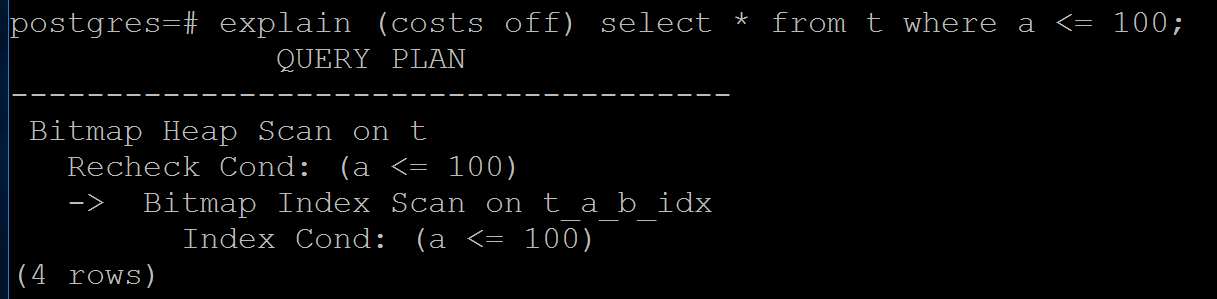 postgres=# explain (costs off) select * from t where a <= 100;
QUERY PLAN
--------------------------------------
Bitmap Heap Scan on t
Recheck Cond: (a <= 100)
-> Bitmap Index Scan on t_a_b_idx
Index Cond: (a <= 100)
(4 rows)